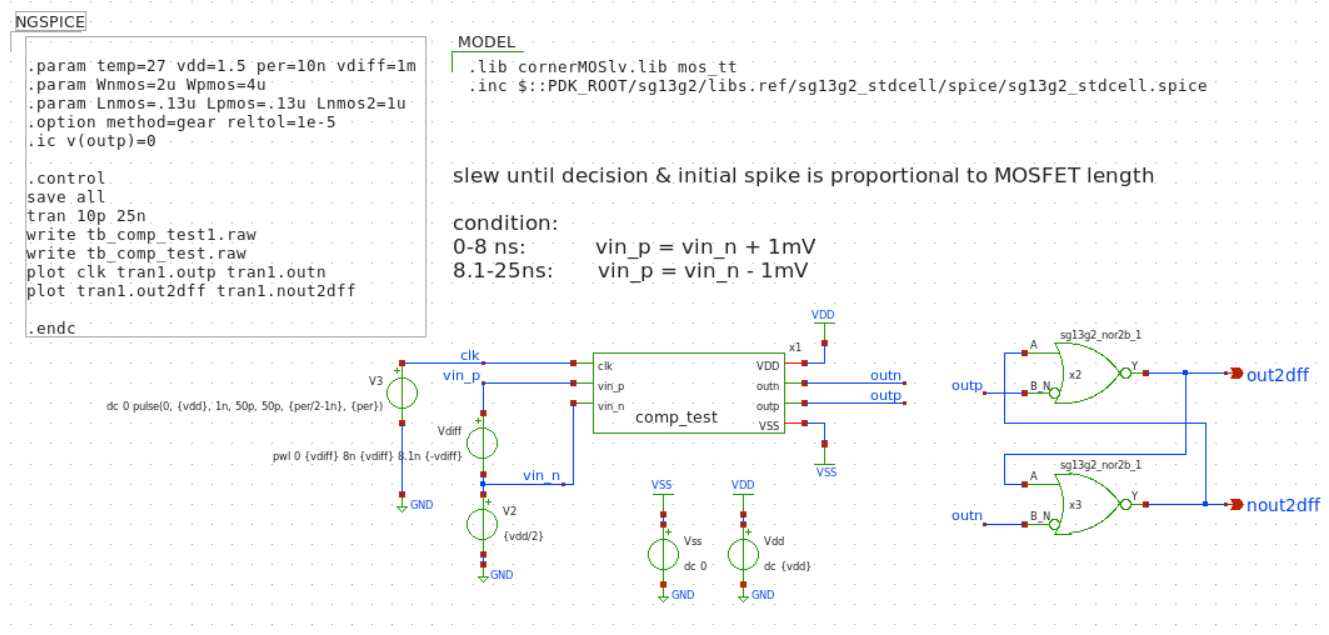 NGSPICE
.param temp=27 vdd=1.5 per=10n vdiff=1m
.param Wnmos=2u Wpmos=4u
.param Lnmos=.13u Lpmos=.13u Lnmos2=1u
.option method=gear reltol=1e-5
.ic v(outp)=0
.control
save all
tran 10p 25n
write tb_comp_test1.raw
write tb_comp_test.raw
plot clk tran1.outp tran1.outn
plot tran1.out2dff tran1.nout2dff
.endc
MODEL
.lib cornerMOSlv.lib mos_tt
.inc $::PDK_ROOT/sg13g2/libs.ref/sg13g2_stdcell/spice/sg13g2_stdcell.spice
slew until decision & initial spike is proportional to MOSFET length
condition:
0-8 ns: vin_p = vin_n + 1mV
8.1-25ns: vin_p = vin_n - 1mV
clk
V3
dc 0 pulse(0, {vdd}, 1n, 50p, 50p, {per/2-1n}, {per})
GND
vin_p
Vdiff
pwl 0 {vdiff} 8n {vdiff} 8.1n {-vdiff}
vin_n
V2
{vdd/2}
GND
x1
clk
vin_p
vin_n
comp_test
VDD
outn
outp
VSS
VDD
outn
outp
VSS
VSS
Vss
dc 0
GND
VDD
Vdd
dc {vdd}
GND
sg13g2_nor2b_1
A
B_N
x2
Y
outp
out2dff
sg13g2_nor2b_1
A
B_N
x3
Y
outn
nout2dff